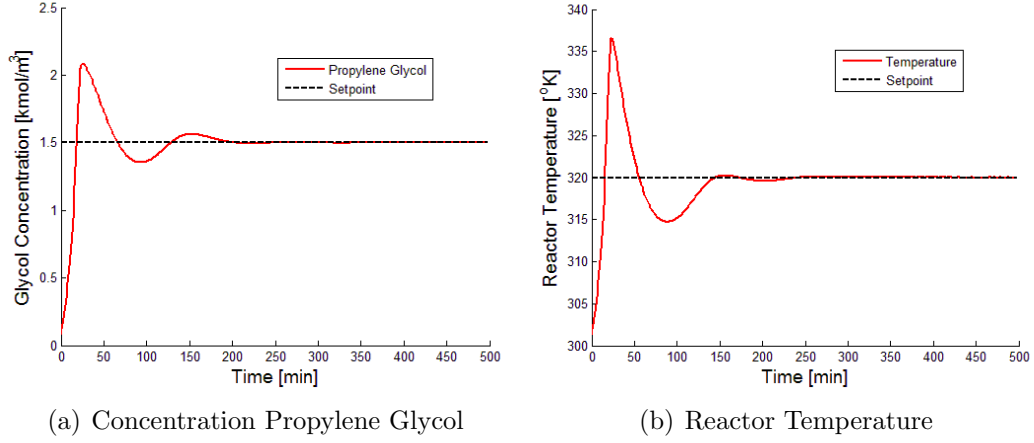 2.5
2
1.5
1
0.5
0
Glycol Concentration [kmol/m³]
Propylene Glycol
Setpoint
0 50 100 150 200 250 300 350 400 450 500
Time [min]
(a) Concentration Propylene Glycol
340
335
330
325
320
315
310
305
300
Reactor Temperature [°K]
Temperature
Setpoint
0 50 100 150 200 250 300 350 400 450 500
Time [min]
(b) Reactor Temperature